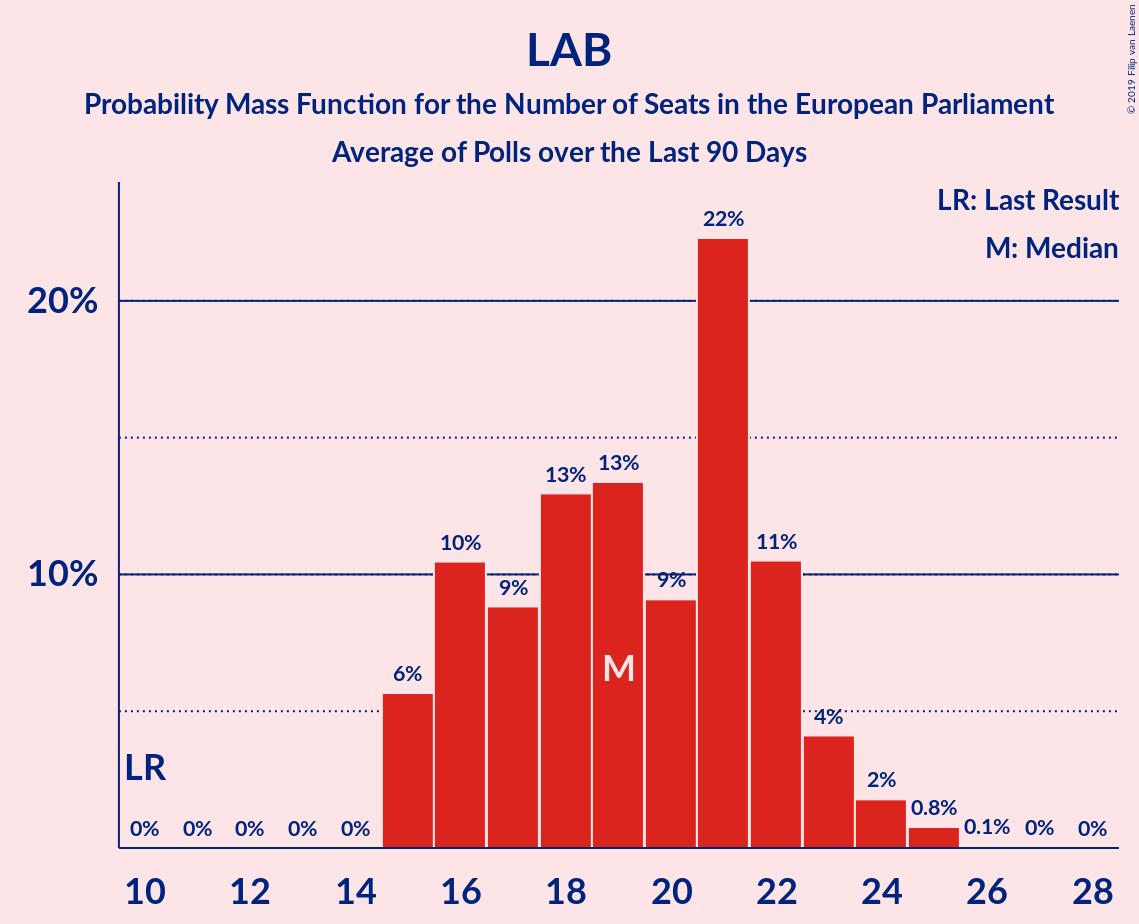 LAB
Probability Mass Function for the Number of Seats in the European Parliament
Average of Polls over the Last 90 Days
© 2019 Filip van Laenen
LR: Last Result
M: Median
20%
10%
22%
13%
13%
10%
11%
9%
9%
6%
4%
2%
0.8%
0.1%
0% 0% 0% 0% 0%
0% 0%
LR
M
10 12 14 16 18 20 22 24 26 28